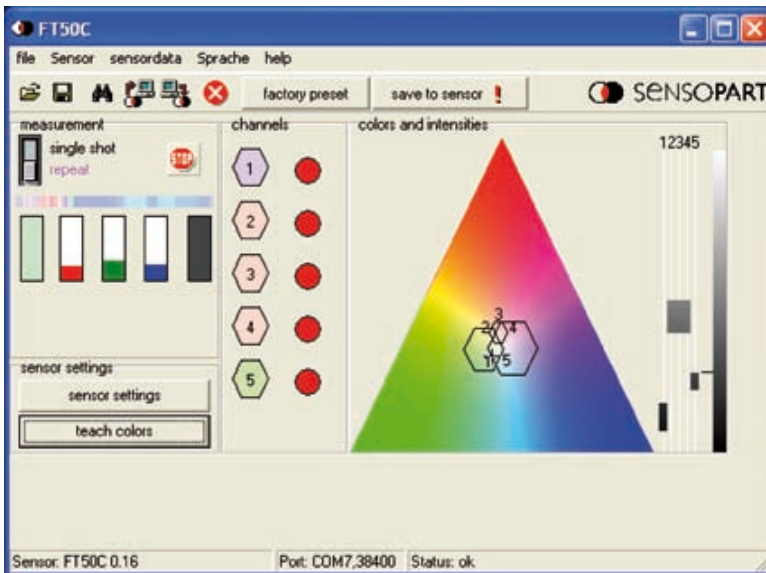 FT50C
file Sensor sensordata Sprache help
factory preset save to sensor ! SENSOPART
measurement channels colors and intensities
single shot STOP 12345
repeat
1
2
3
4
5
3
2 4
175
sensor settings
sensor settings
teach colors
Sensor: FT50C 0.16 Port: COM7,38400 Status: ok